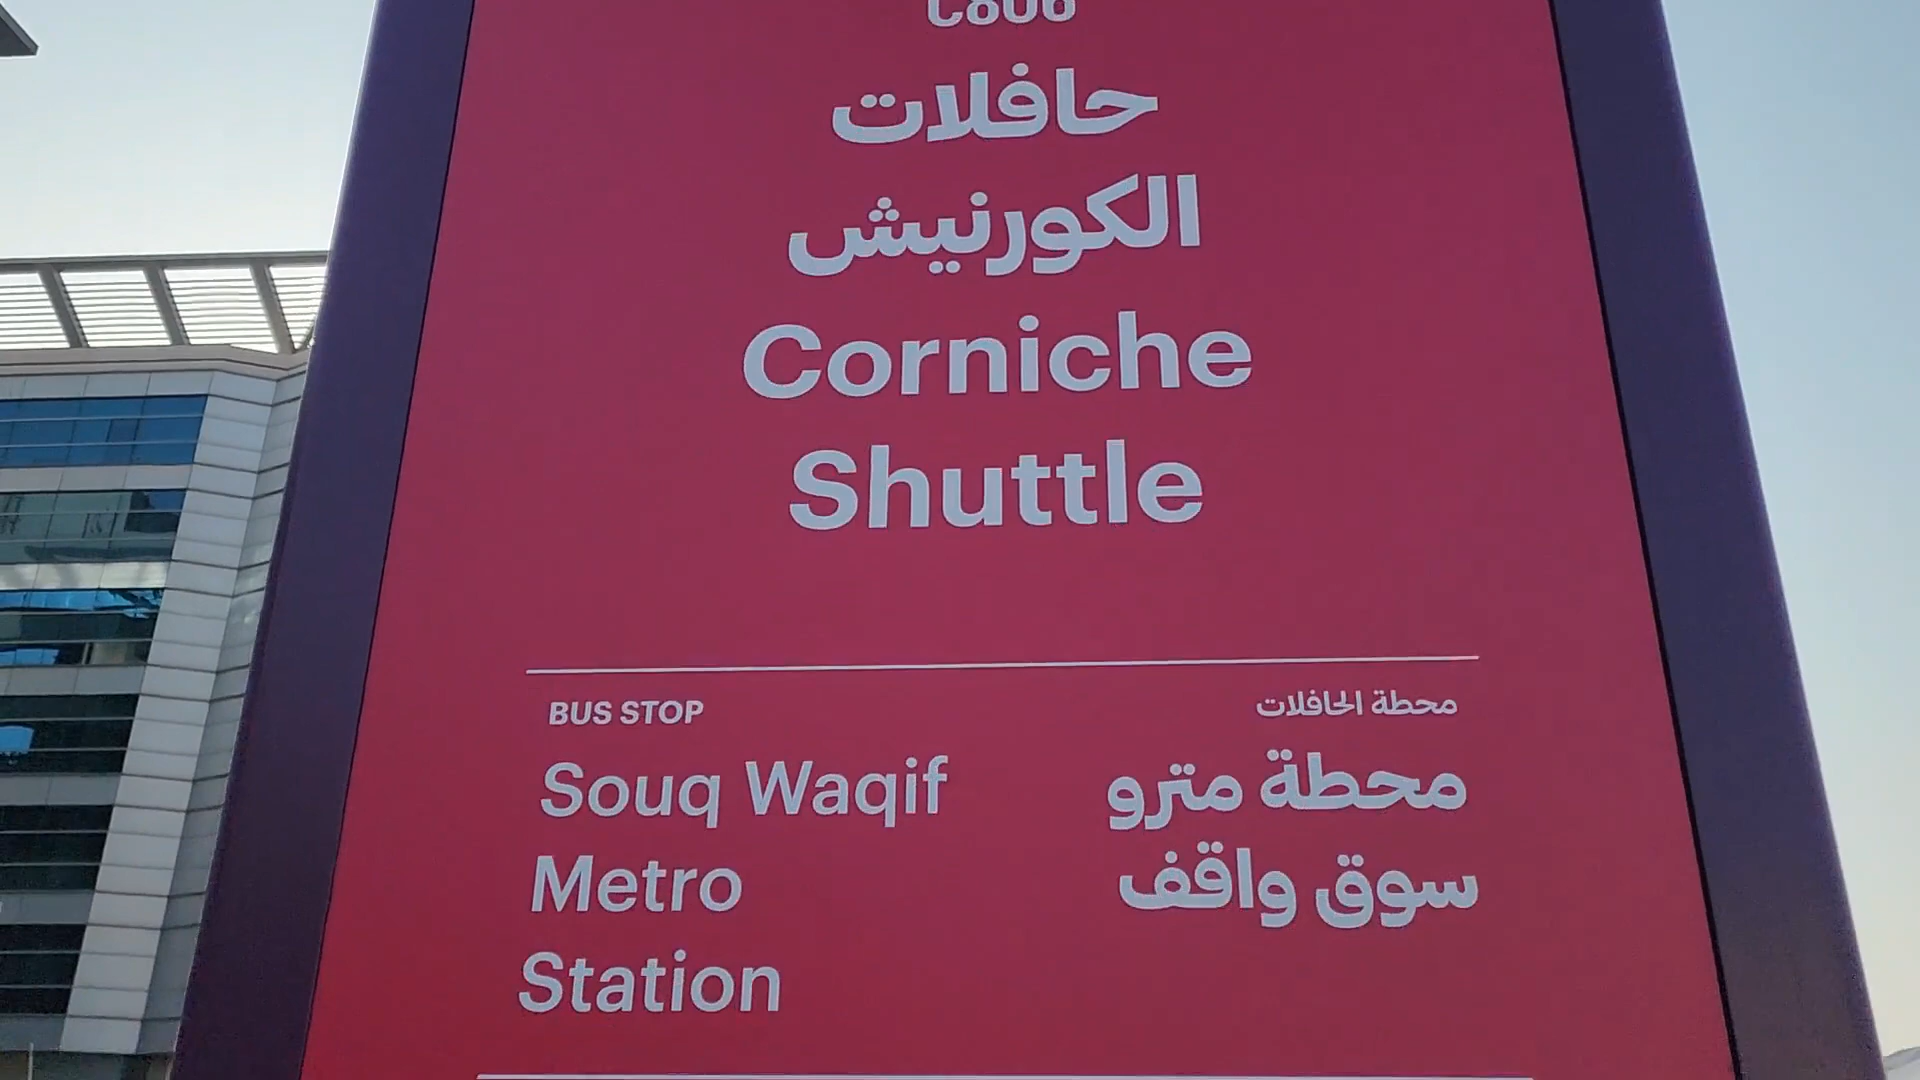 حافلات
الكورنيش
Corniche
Shuttle
BUS STOP
Souq Waqif
Metro
Station
محطة الحافلات
محطة مترو
سوق واقف